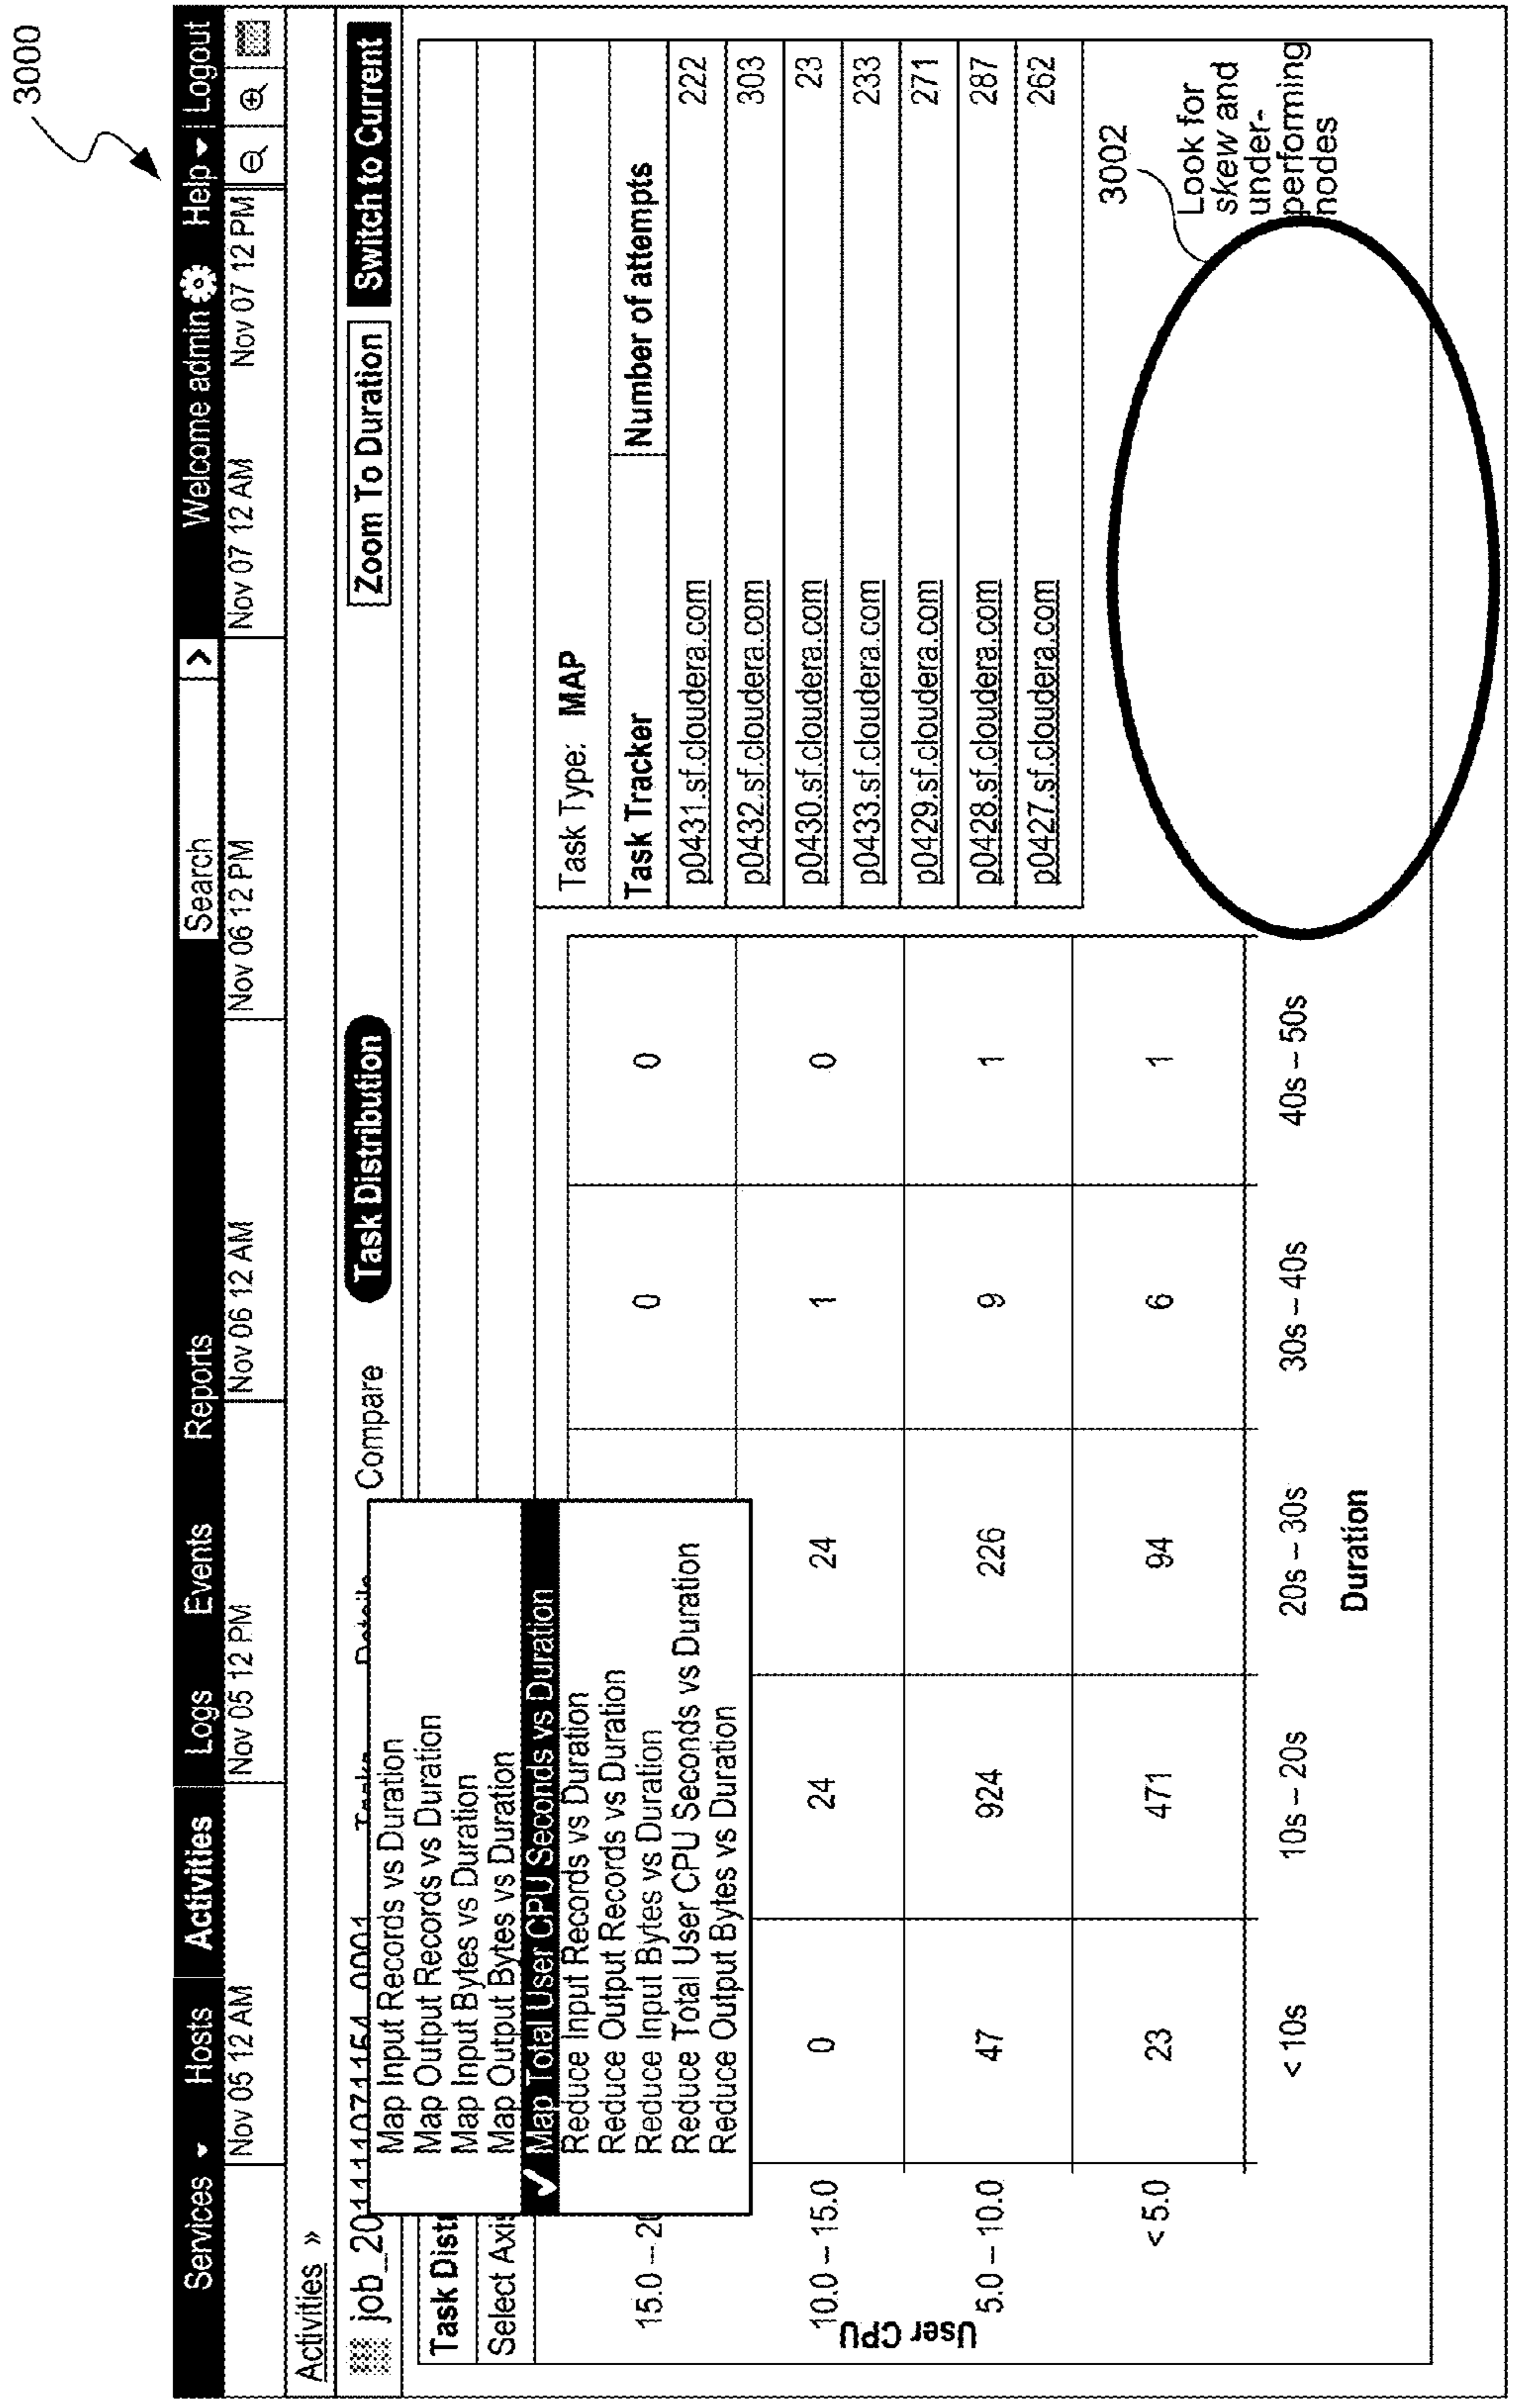 3000
Services Hosts Activities Logs Events Reports Search > Welcome admin Help Logout
Nov 05 12 AM Nov 05 12 PM Nov 06 12 AM Nov 06 12 PM Nov 07 12 AM Nov 07 12 PM
Activities »
job_201111071154_0001 Tasks Details Compare Task Distribution Zoom To Duration Switch to Current
Task Dist
Select Axis
Map Input Records vs Duration
Map Output Records vs Duration
Map Input Bytes vs Duration
Map Output Bytes vs Duration
✓ Map Total User CPU Seconds vs Duration
Reduce Input Records vs Duration
Reduce Output Records vs Duration
Reduce Input Bytes vs Duration
Reduce Total User CPU Seconds vs Duration
Reduce Output Bytes vs Duration
User CPU
15.0 – 20 0 0
10.0 – 15.0 0 24 24 1 0
5.0 – 10.0 47 924 226 9 1
< 5.0 23 471 94 6 1
< 10s 10s – 20s 20s – 30s 30s – 40s 40s – 50s
Duration
Task Type: MAP
Task Tracker Number of attempts
p0431.sf.cloudera.com 222
p0432.sf.cloudera.com 303
p0430.sf.cloudera.com 23
p0433.sf.cloudera.com 233
p0429.sf.cloudera.com 271
p0428.sf.cloudera.com 287
p0427.sf.cloudera.com 262
3002
Look for
skew and
under-
performing
nodes